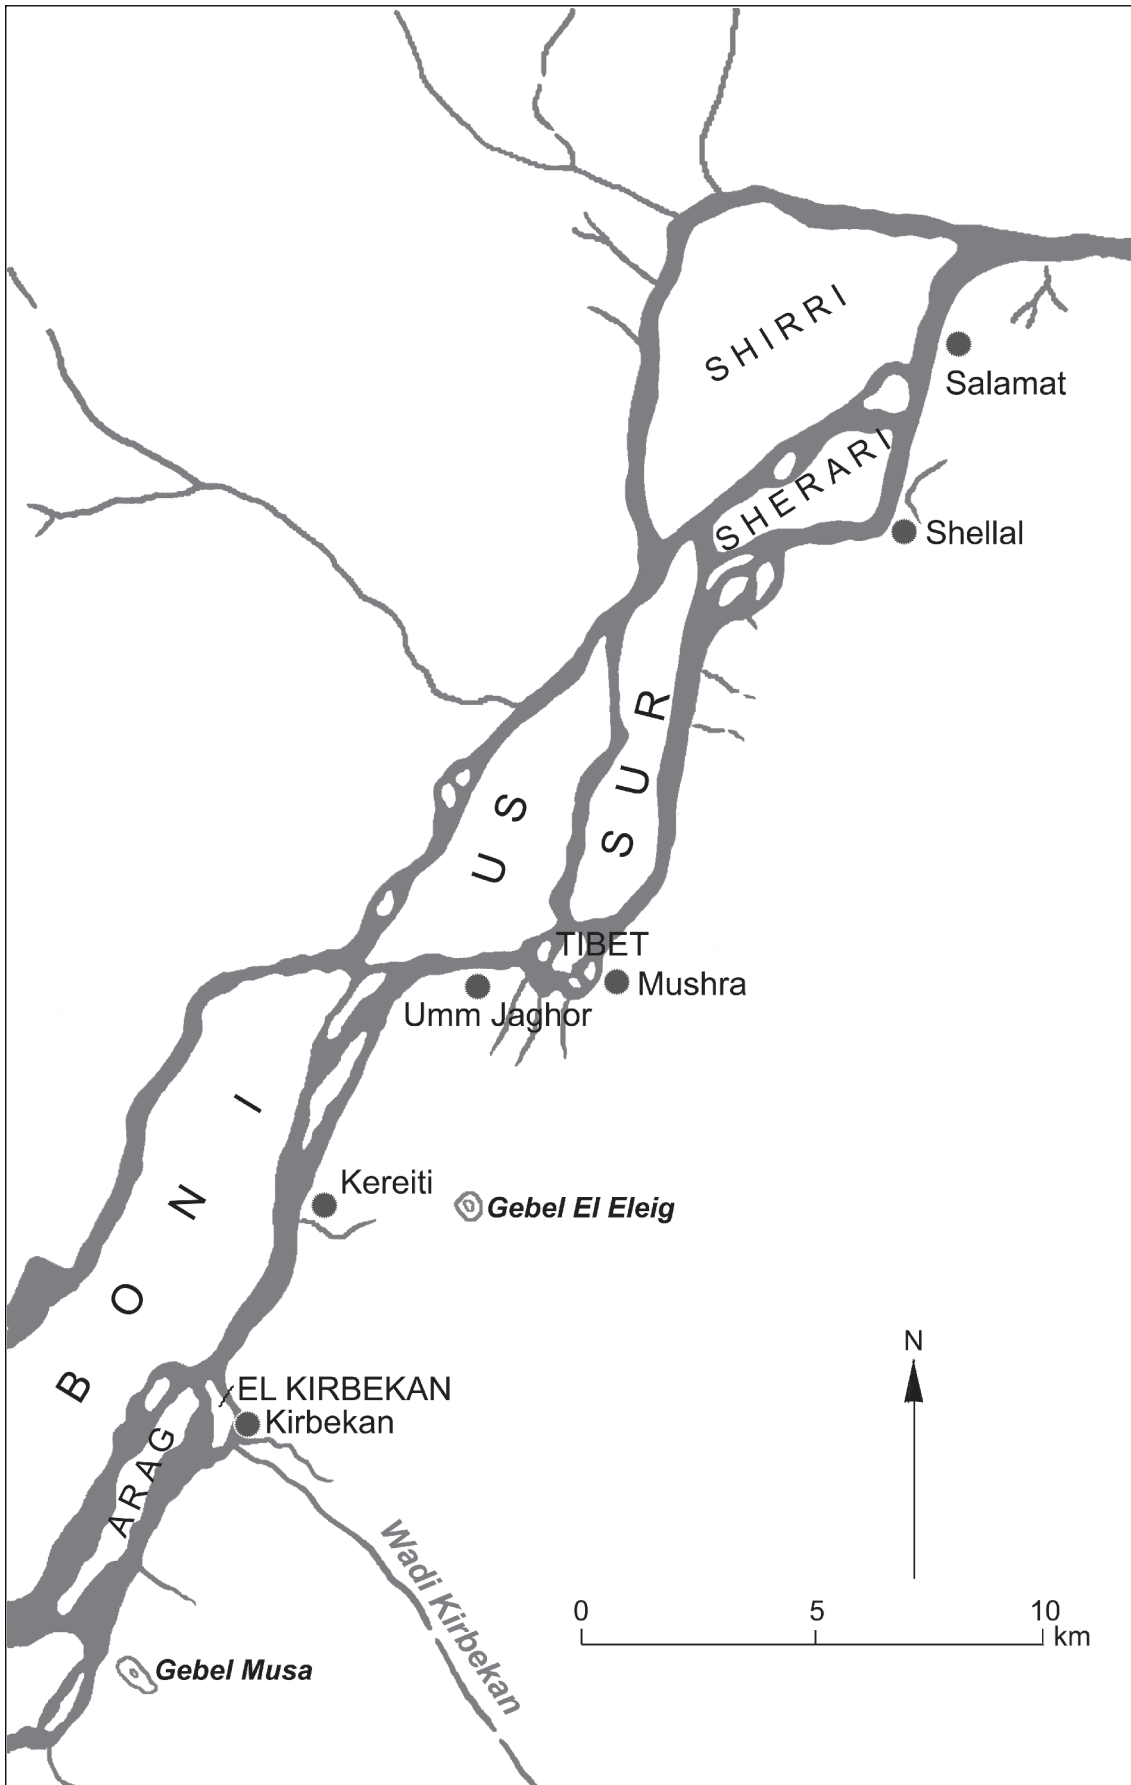 SHIRRI
Salamat
SHERARI
Shellal
SUR
US
TIBET
Mushra
Umm Jaghor
BONI
Kereiti
Gebel El Eleig
N
EL KIRBEKAN
Kirbekan
ARAG
Wadi Kirbekan
0 5 10
km
Gebel Musa